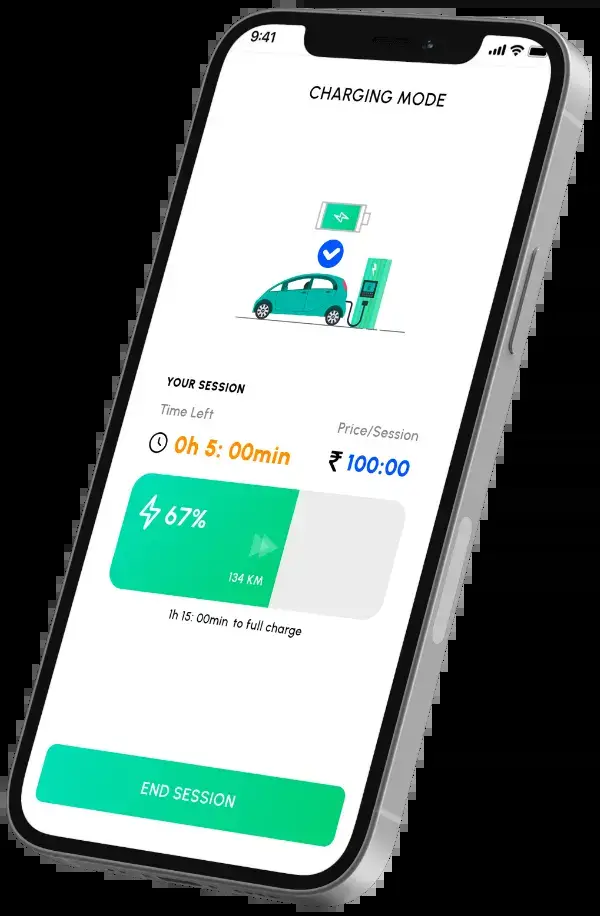 9:41
CHARGING MODE
YOUR SESSION
Time Left
Price/Session
0h 5: 00min
₹ 100:00
67%
134 KM
1h 15: 00min to full charge
END SESSION